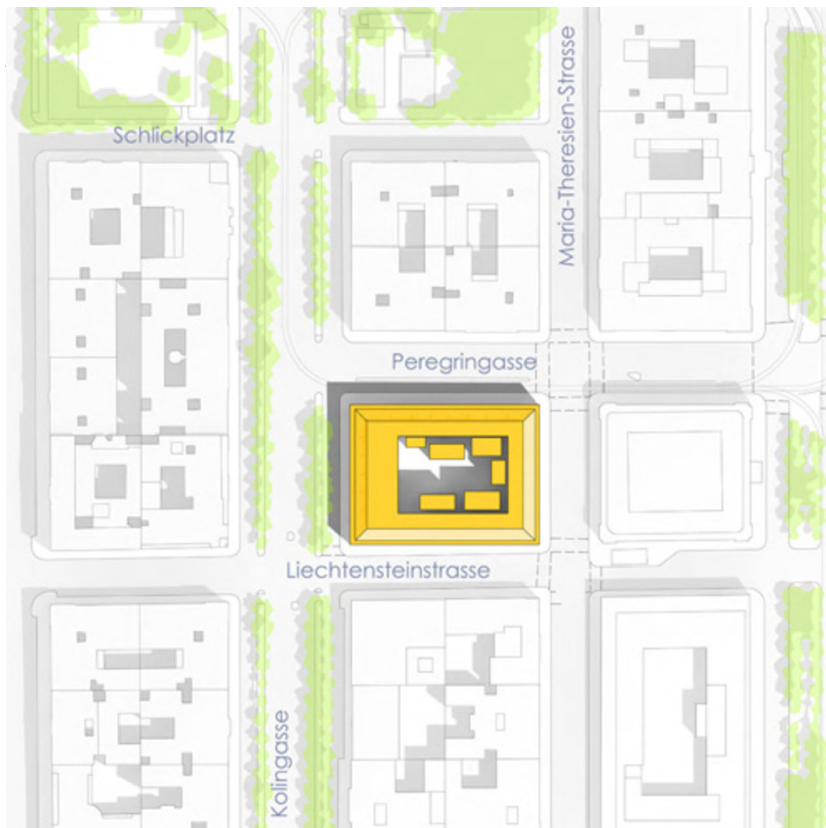 Schlickplatz
Maria-Theresien-Strasse
Peregringasse
Liechtensteinstrasse
Kolingasse